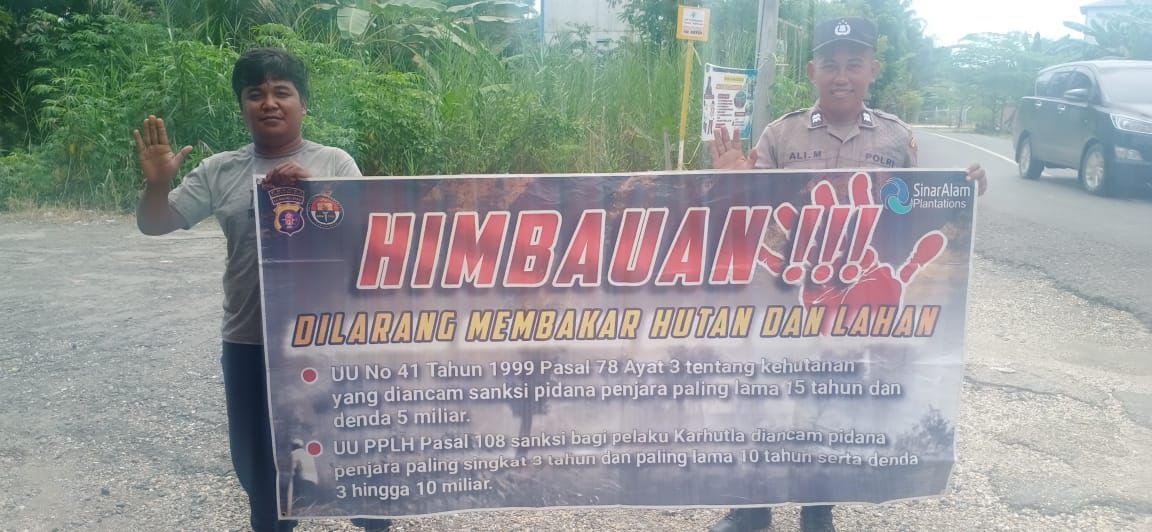 ALI.M
POLRI
SinarAlam
Plantations
HIMBAUAN !!!
DILARANG MEMBAKAR HUTAN DAN LAHAN
UU No 41 Tahun 1999 Pasal 78 Ayat 3 tentang kehutanan
yang diancam sanksi pidana penjara paling lama 15 tahun dan
denda 5 miliar.
UU PPLH Pasal 108 sanksi bagi pelaku Karhutla diancam pidana
penjara paling singkat 3 tahun dan paling lama 10 tahun serta denda
3 hingga 10 miliar.